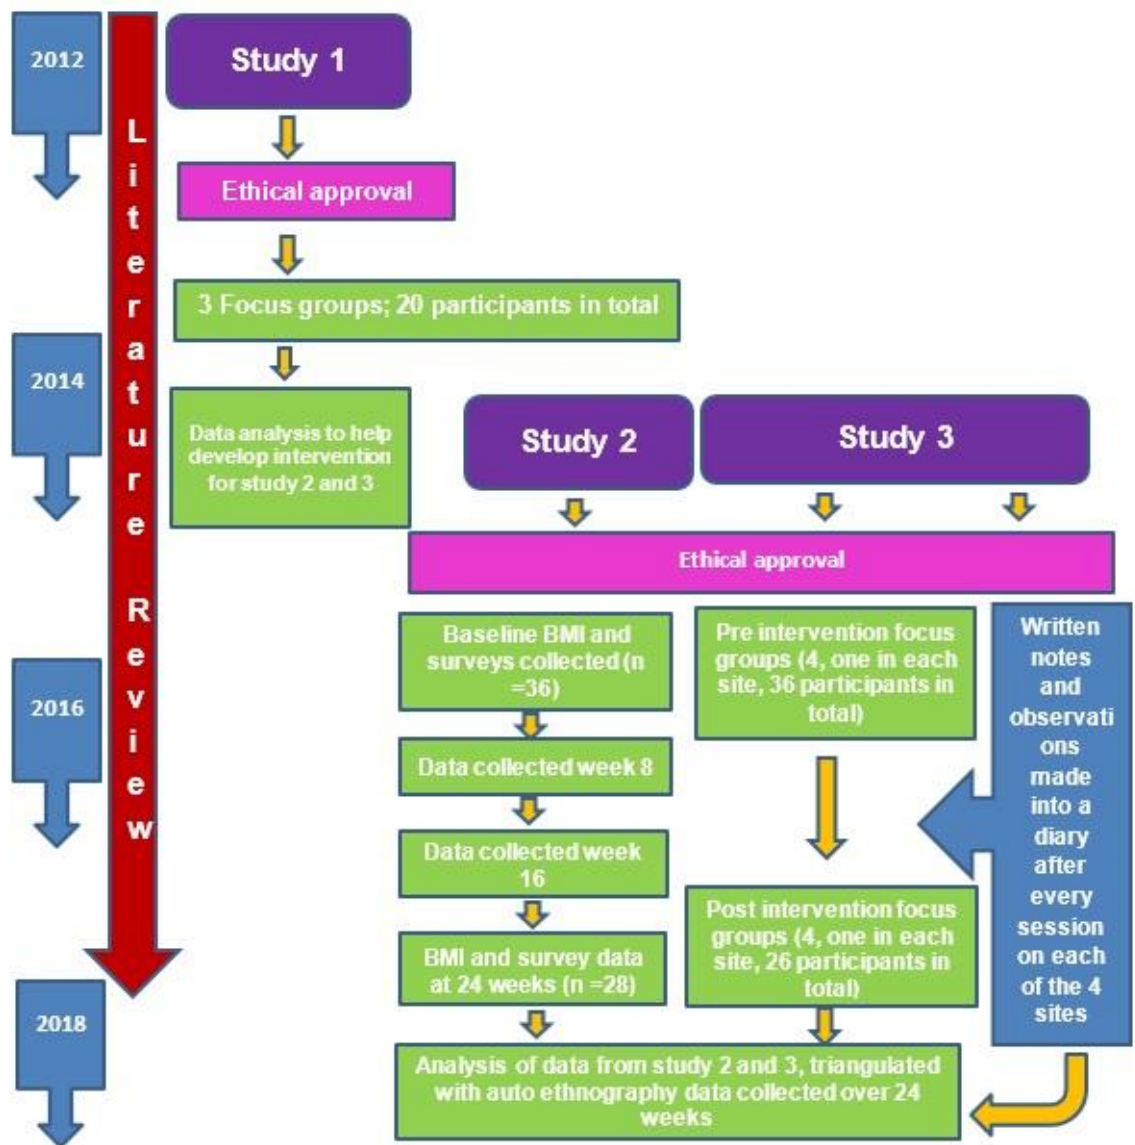 2012
2014
2016
2018
Literature Review
Study 1
Ethical approval
3 Focus groups; 20 participants in total
Data analysis to help
develop intervention
for study 2 and 3
Study 2
Study 3
Ethical approval
Baseline BMI and
surveys collected (n
=36)
Data collected week 8
Data collected week
16
BMI and survey data
at 24 weeks (n =28)
Pre intervention focus
groups (4, one in each
site, 36 participants in
total)
Post intervention focus
groups (4, one in each
site, 26 participants in
total)
Written
notes
and
observati
ons
made
into a
diary
after
every
session
on each
of the 4
sites
Analysis of data from study 2 and 3, triangulated
with auto ethnography data collected over 24
weeks